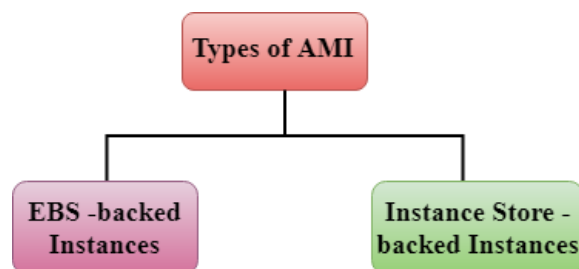 Types of AMI
EBS -backed
Instances
Instance Store -
backed Instances